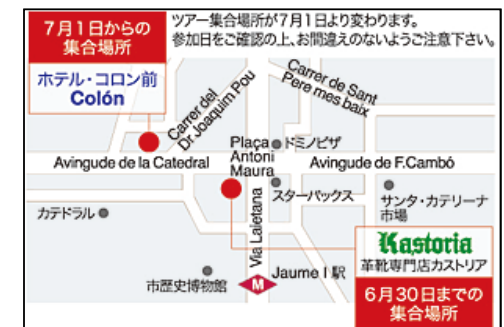 7月1日からの
集合場所
ツアー集合場所が7月1日より変わります。
参加日をご確認の上、お間違えのないようご注意下さい。
ホテル・コロン前
Colón
Carrer del
Dr Joaquim Pou
Carrer de Sant
Pere mes baix
Plaça
Antoni
Maura
ドミノピザ
Avingude de la Catedral
Avingude de F.Cambó
スターバックス
サンタ・カテリーナ
市場
カテドラル
Via Laietana
Kastoria
革靴専門店カストリア
市歴史博物館
M
Jaume I 駅
6月30日までの
集合場所